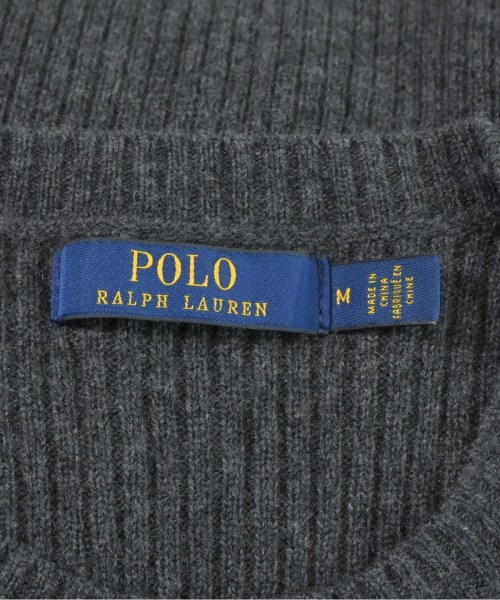 POLO
RALPH LAUREN
M
MADE IN
CHINA
FABRIQUÉ EN
CHINE